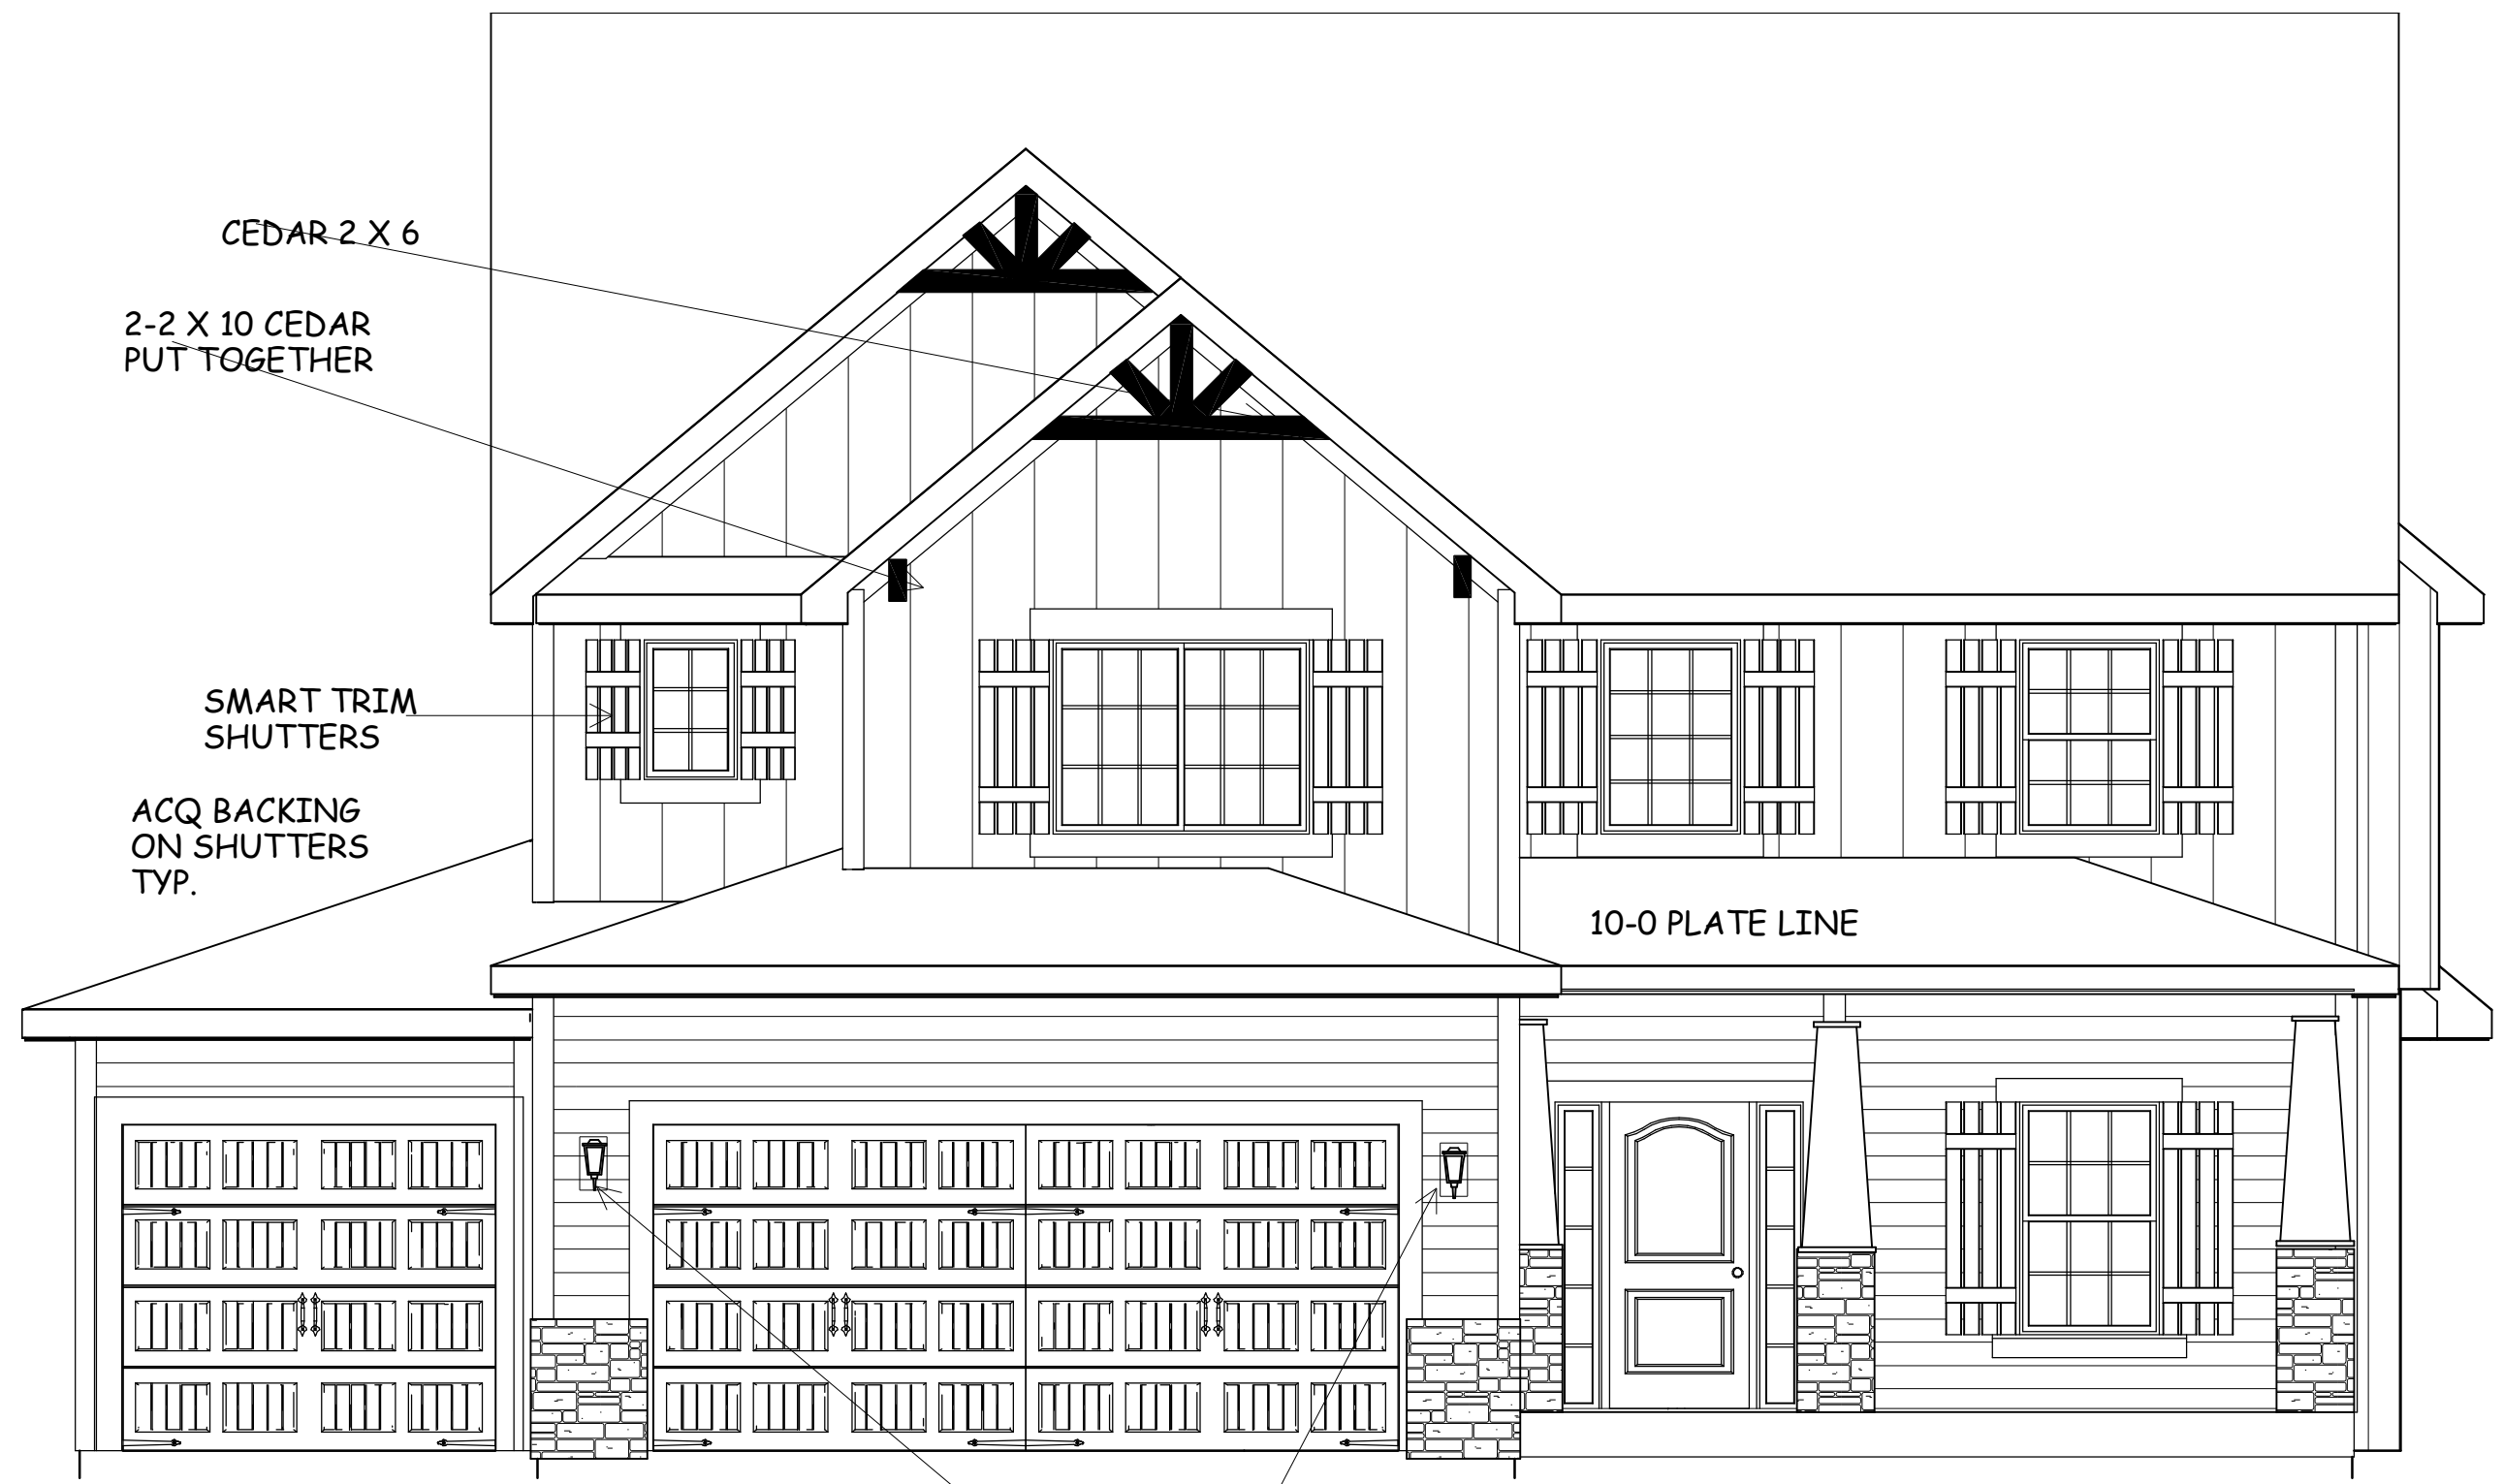 CEDAR 2 X 6
2-2 X 10 CEDAR
PUT TOGETHER
SMART TRIM
SHUTTERS
ACQ BACKING
ON SHUTTERS
TYP.
10-0 PLATE LINE